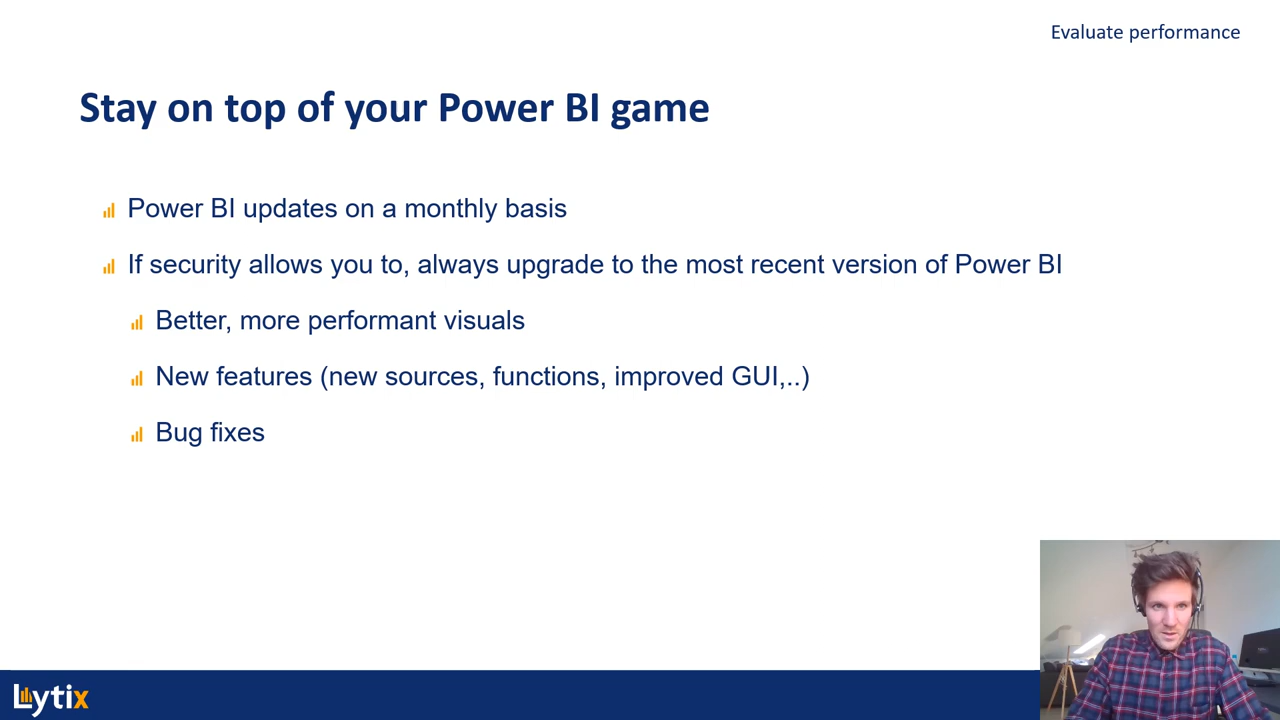 Evaluate performance
Stay on top of your Power BI game
Power BI updates on a monthly basis
If security allows you to, always upgrade to the most recent version of Power BI
Better, more performant visuals
New features (new sources, functions, improved GUI,..)
Bug fixes
Lytix